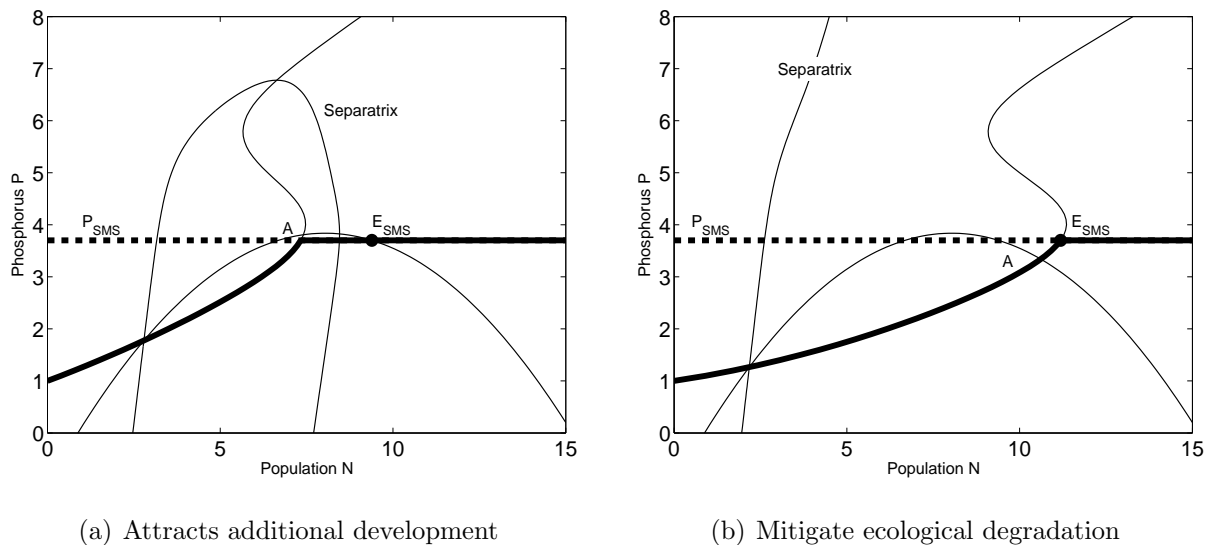 8
7
6
5
4
3
2
1
0
Phosphorus P
Separatrix
P_SMS
A
E_SMS
0 5 10 15
Population N
(a) Attracts additional development
8
7
6
5
4
3
2
1
0
Phosphorus P
Separatrix
P_SMS
E_SMS
A
0 5 10 15
Population N
(b) Mitigate ecological degradation